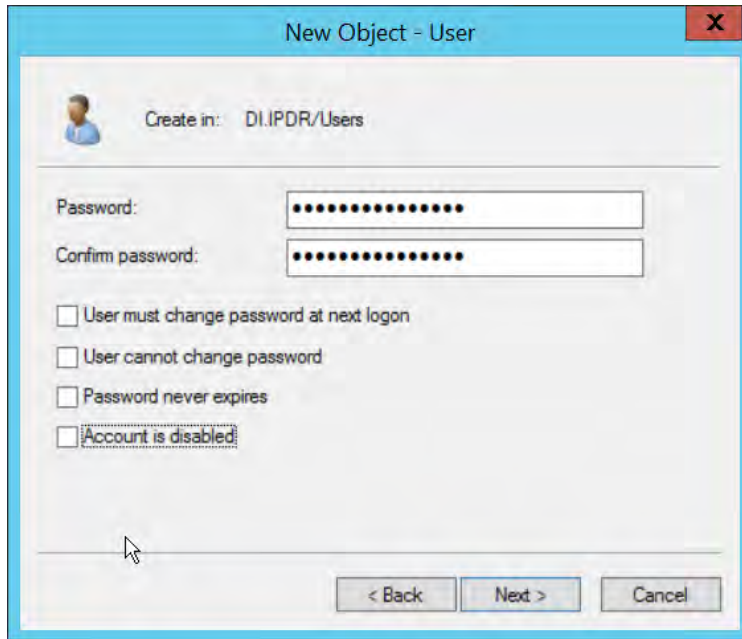 New Object - User
X
Create in: DI.IPDR/Users
Password: •••••••••••••••
Confirm password: •••••••••••••••
User must change password at next logon
User cannot change password
Password never expires
Account is disabled
< Back Next > Cancel